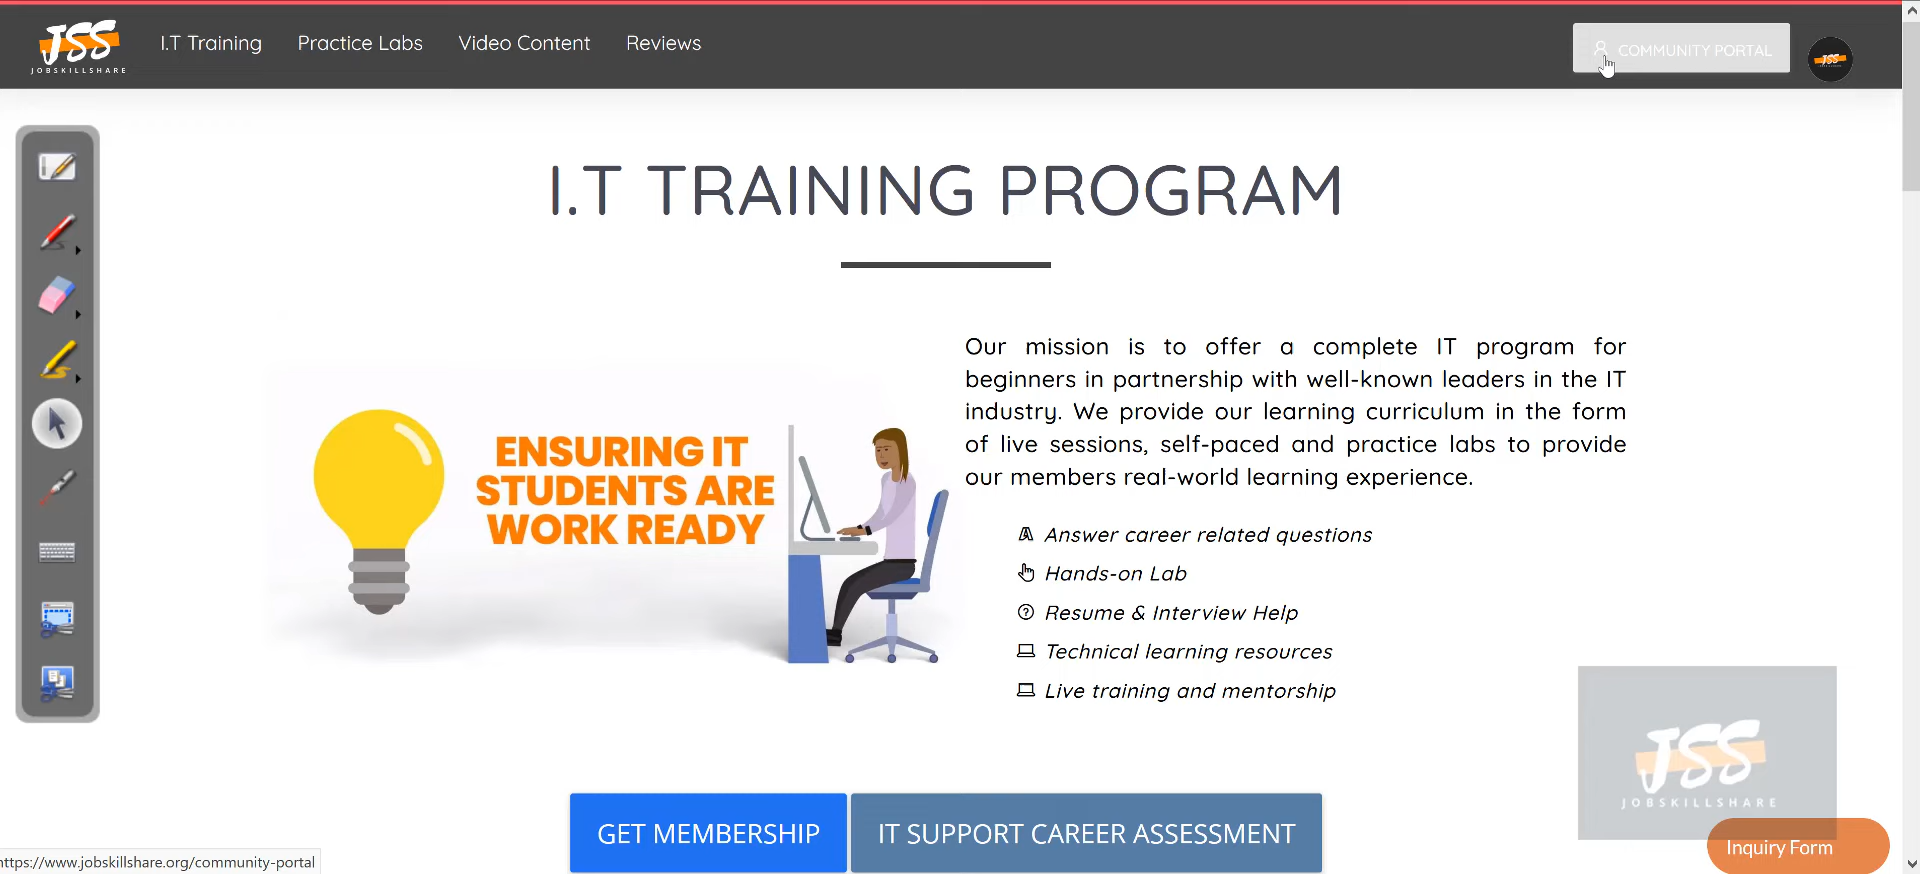 JSS
JOBSKILLSHARE
I.T Training
Practice Labs
Video Content
Reviews
COMMUNITY PORTAL
JSS
I.T TRAINING PROGRAM
ENSURING IT
STUDENTS ARE
WORK READY
Our mission is to offer a complete IT program for
beginners in partnership with well-known leaders in the IT
industry. We provide our learning curriculum in the form
of live sessions, self-paced and practice labs to provide
our members real-world learning experience.
Answer career related questions
Hands-on Lab
Resume & Interview Help
Technical learning resources
Live training and mentorship
JSS
JOBSKILLSHARE
GET MEMBERSHIP
IT SUPPORT CAREER ASSESSMENT
Inquiry Form
https://www.jobskillshare.org/community-portal